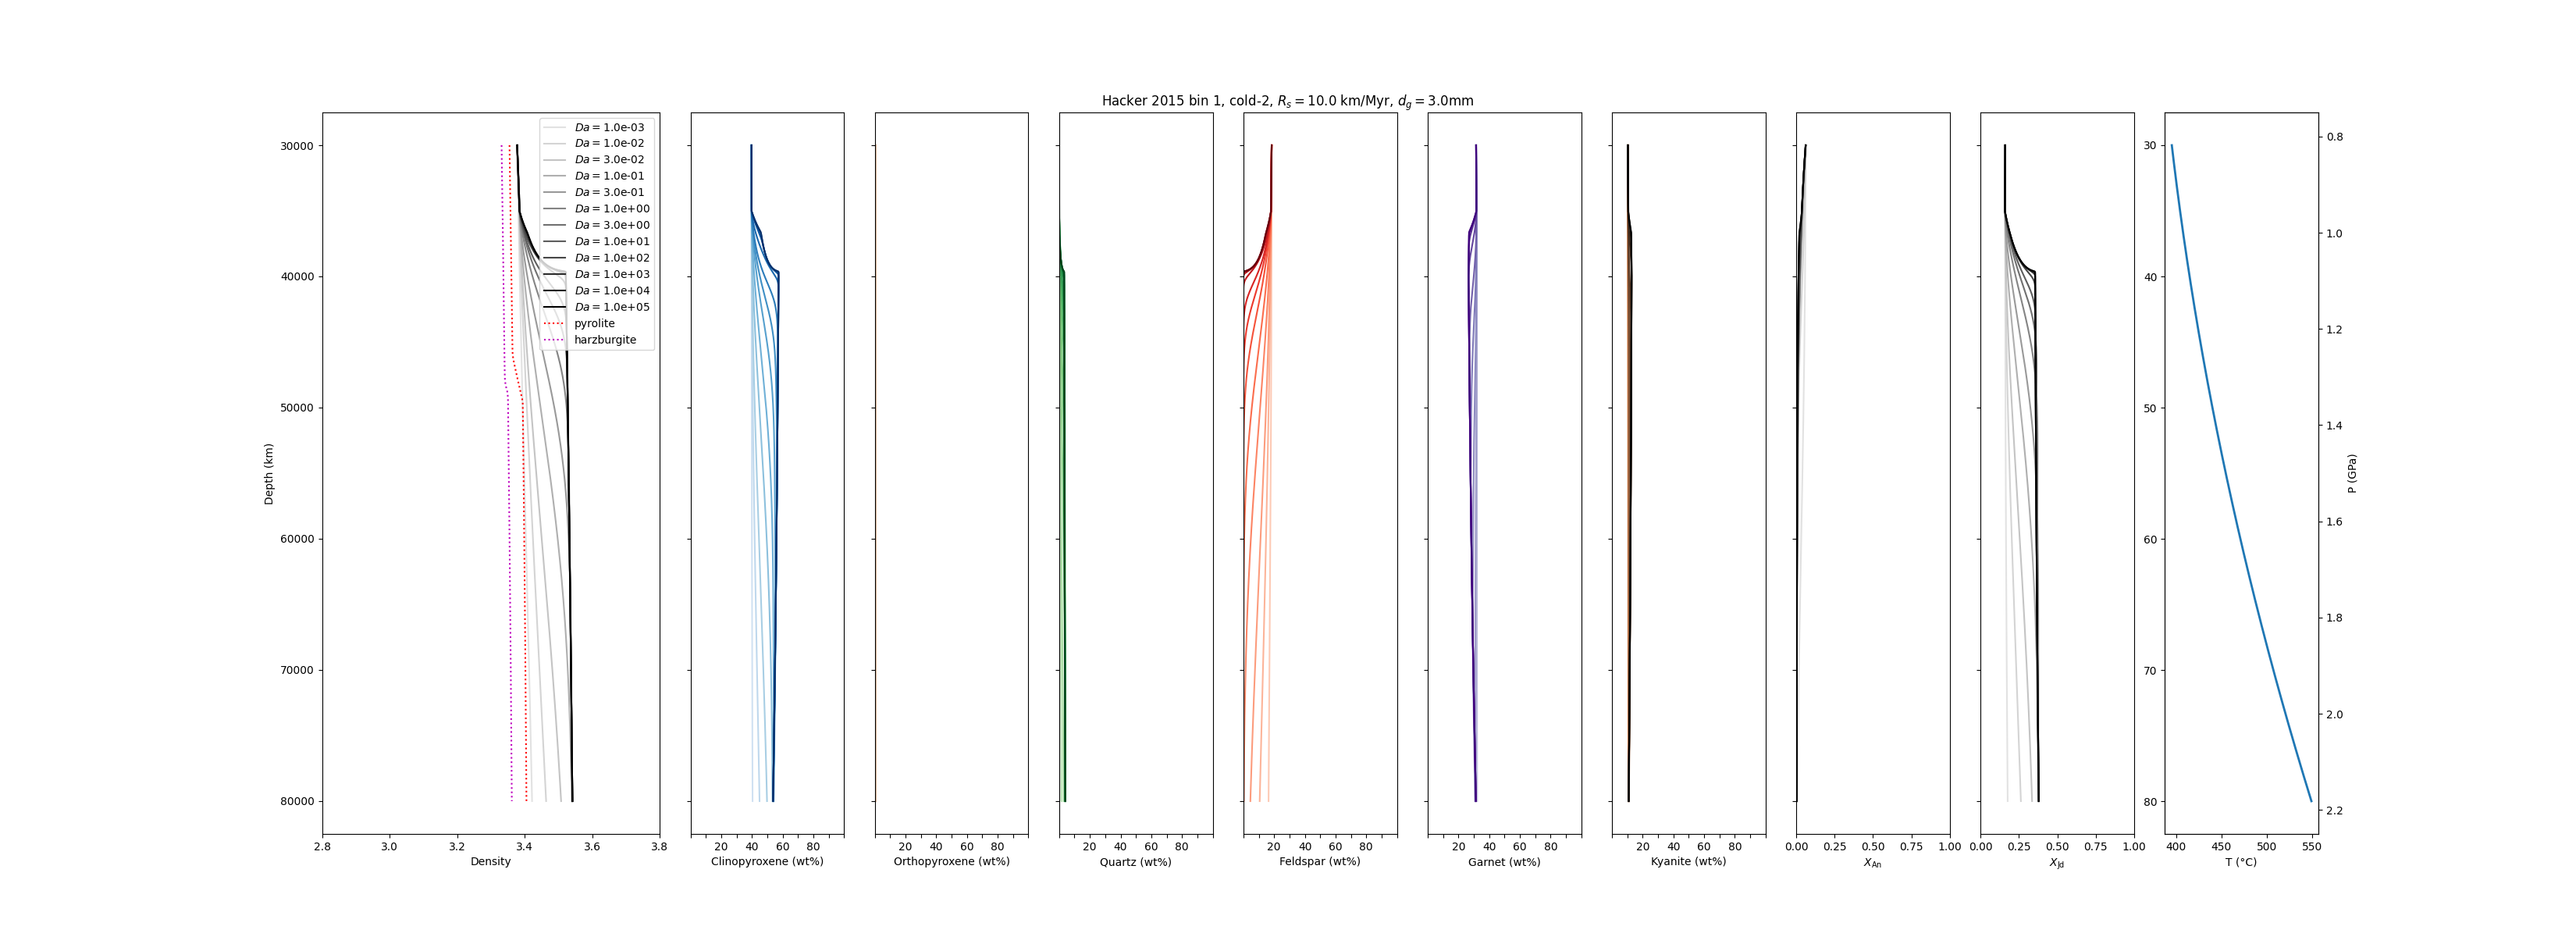 Hacker 2015 bin 1, cold-2, R_s = 10.0 km/Myr, d_g = 3.0mm
Da = 1.0e-03
Da = 1.0e-02
Da = 3.0e-02
Da = 1.0e-01
Da = 3.0e-01
Da = 1.0e+00
Da = 3.0e+00
Da = 1.0e+01
Da = 1.0e+02
Da = 1.0e+03
Da = 1.0e+04
Da = 1.0e+05
pyrolite
harzburgite
Depth (km)
30000
40000
50000
60000
70000
80000
2.8 3.0 3.2 3.4 3.6 3.8
Density
20 40 60 80
Clinopyroxene (wt%)
20 40 60 80
Orthopyroxene (wt%)
20 40 60 80
Quartz (wt%)
20 40 60 80
Feldspar (wt%)
20 40 60 80
Garnet (wt%)
20 40 60 80
Kyanite (wt%)
0.00 0.25 0.50 0.75 1.00
X_An
0.00 0.25 0.50 0.75 1.00
X_Jd
30
40
50
60
70
80
400 450 500 550
T (°C)
0.8
1.0
1.2
1.4
1.6
1.8
2.0
2.2
P (GPa)